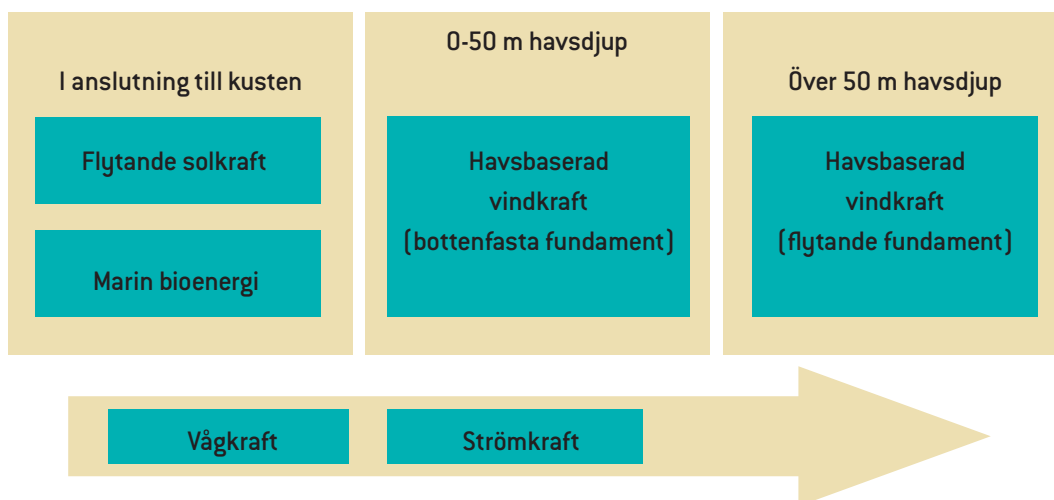 I anslutning till kusten
Flytande solkraft
Marin bioenergi
0-50 m havsdjup
Havsbaserad
vindkraft
(bottenfasta fundament)
Över 50 m havsdjup
Havsbaserad
vindkraft
(flytande fundament)
Vågkraft
Strömkraft